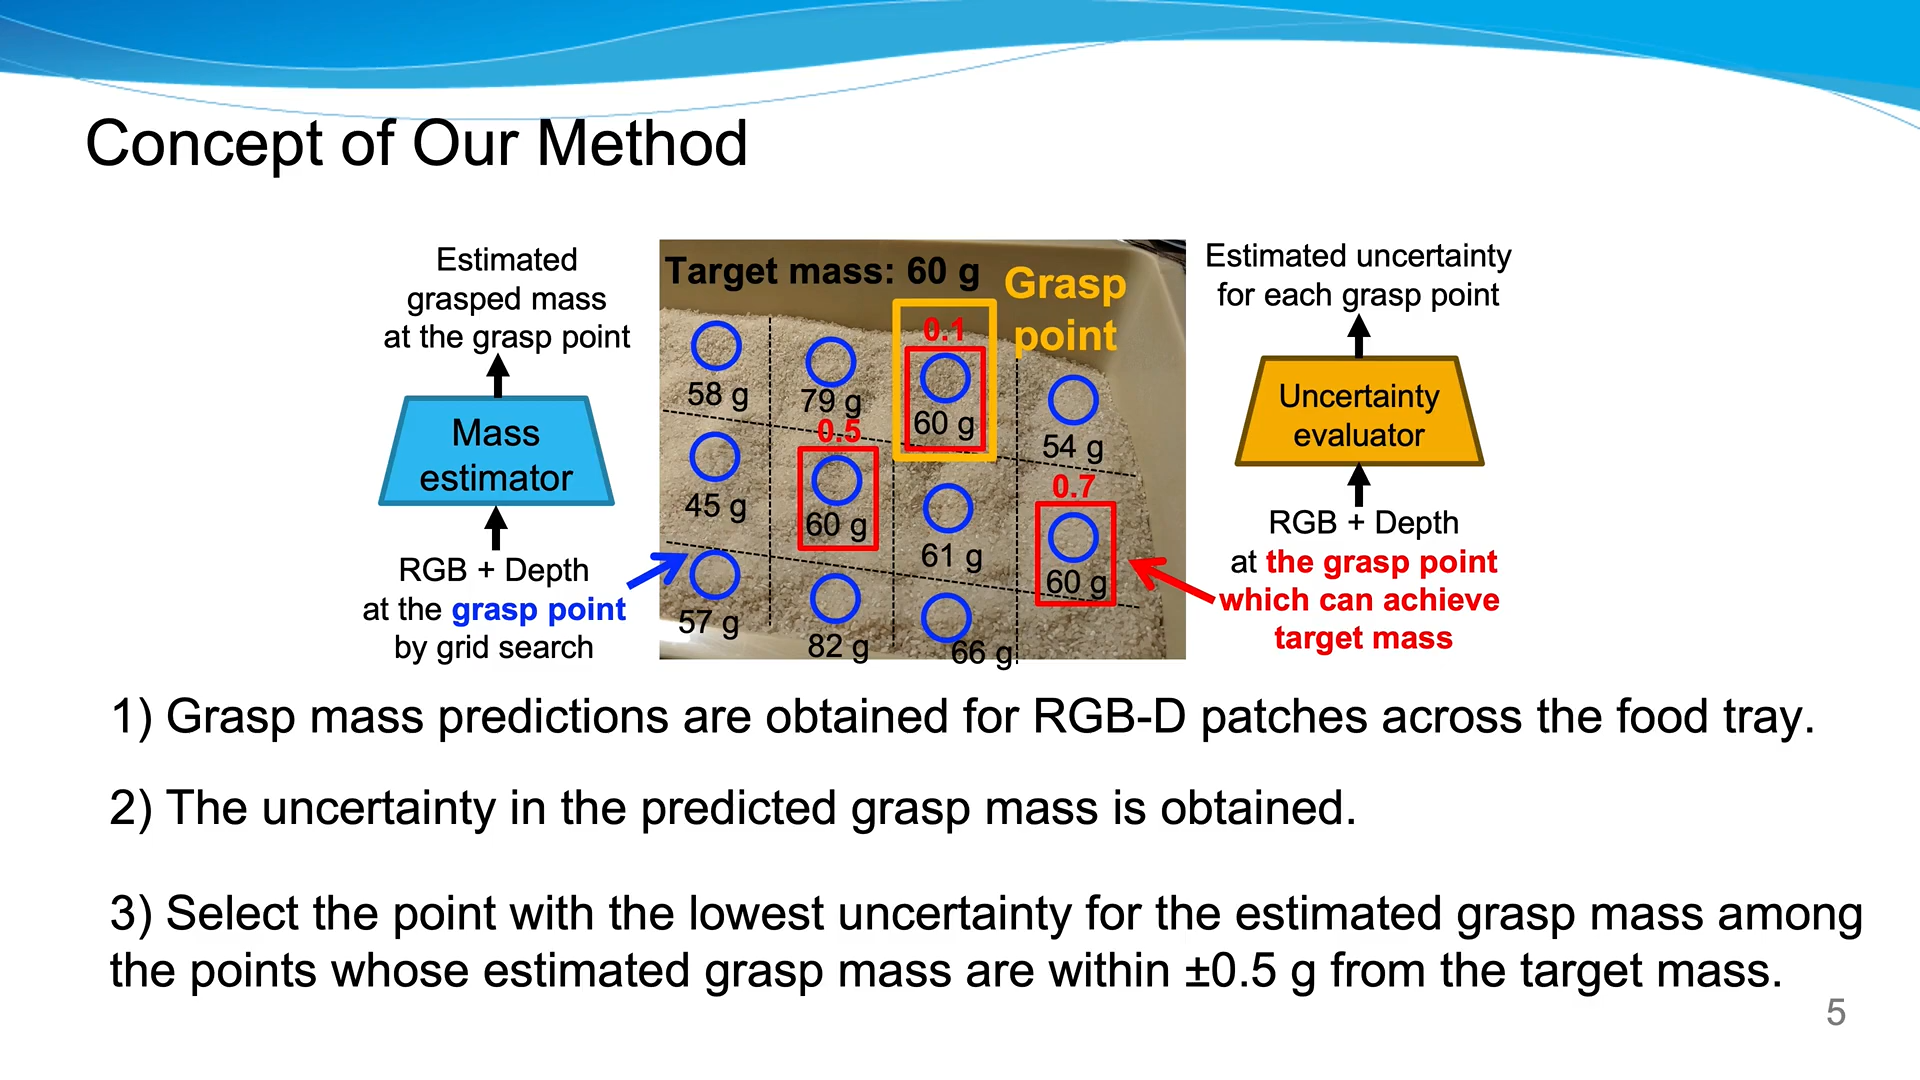 Concept of Our Method
Estimated
grasped mass
at the grasp point
Mass
estimator
RGB + Depth
at the grasp point
by grid search
Target mass: 60 g
Grasp
point
0.1
58 g
79 g
60 g
54 g
0.5
0.7
45 g
60 g
61 g
60 g
57 g
82 g
66 g
Estimated uncertainty
for each grasp point
Uncertainty
evaluator
RGB + Depth
at the grasp point
which can achieve
target mass
1) Grasp mass predictions are obtained for RGB-D patches across the food tray.
2) The uncertainty in the predicted grasp mass is obtained.
3) Select the point with the lowest uncertainty for the estimated grasp mass among
the points whose estimated grasp mass are within ±0.5 g from the target mass.
5